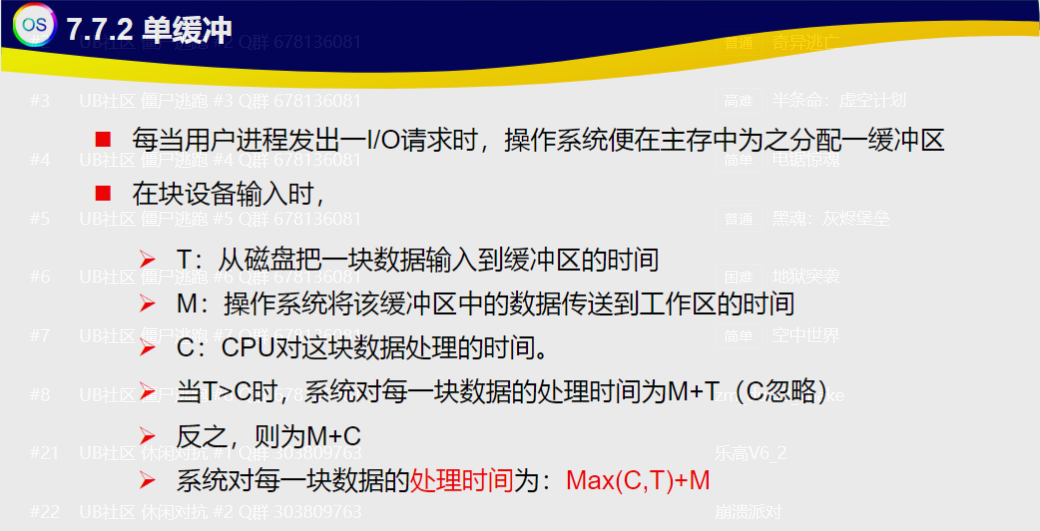 OS 7.7.2 单缓冲
#2 Q群 678136081 普通 奇异逃亡
#3 UB社区 僵尸逃跑 #3 Q群 678136081 高难 半条命：虚空计划
■ 每当用户进程发出一I/O请求时，操作系统便在主存中为之分配一缓冲区
#4 UB社区 僵尸逃跑 #4 Q群 678136081 简单 电锯惊魂
■ 在块设备输入时，
#5 UB社区 僵尸逃跑 #5 Q群 678136081 普通 黑魂：灰烬堡垒
➢ T：从磁盘把一块数据输入到缓冲区的时间
#6 UB社区 僵尸逃跑 #6 Q群 678136081 困难 地狱突袭
➢ M：操作系统将该缓冲区中的数据传送到工作区的时间
#7 UB社区 僵尸逃跑 #7 Q群 678136081 简单 空中世界
➢ C：CPU对这块数据处理的时间。
➢ 当T>C时，系统对每一块数据的处理时间为M+T（C忽略）
#8 UB社区
➢ 反之，则为M+C
#21 UB社区 休闲对抗 #1 Q群 303809763 乐高V6_2
➢ 系统对每一块数据的处理时间为：Max(C,T)+M
#22 UB社区 休闲对抗 #2 Q群 303809763 崩溃派对